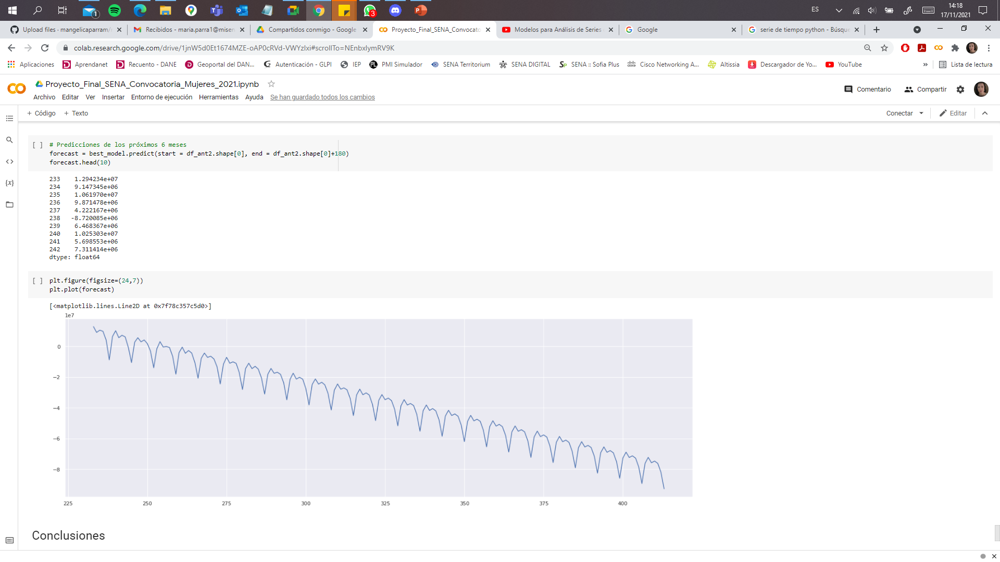 1
3
ES
14:18
17/11/2021
Upload files · mangelicaparram/r
Recibidos - maria.parra1@misen
Compartidos conmigo - Google
Proyecto_Final_SENA_Convocato
Modelos para Análisis de Series
Google
serie de tiempo python - Búsque
colab.research.google.com/drive/1jnW5d0Et1674MZE-oAP0cRVd-VWYzlxi#scrollTo=NEnbxlymRV9K
Aplicaciones
Aprendanet
Recuento - DANE
Geoportal del DAN...
Autenticación - GLPI
IEP
PMI Simulador
SENA Territorium
SENA DIGITAL
SENA :: Sofia Plus
Cisco Networking A...
Altissia
Descargador de Yo...
YouTube
»
Lista de lectura
Proyecto_Final_SENA_Convocatoria_Mujeres_2021.ipynb
Archivo Editar Ver Insertar Entorno de ejecución Herramientas Ayuda Se han guardado todos los cambios
Comentario
Compartir
+ Código + Texto
Conectar
Editar
[ ] # Predicciones de los próximos 6 meses
forecast = best_model.predict(start = df_ant2.shape[0], end = df_ant2.shape[0]+180)
forecast.head(10)
233 1.294234e+07
234 9.147345e+06
235 1.061970e+07
236 9.871478e+06
237 4.222167e+06
238 -8.720085e+06
239 6.468367e+06
240 1.025303e+07
241 5.698553e+06
242 7.311414e+06
dtype: float64
[ ] plt.figure(figsize=(24,7))
plt.plot(forecast)
[<matplotlib.lines.Line2D at 0x7f78c357c5d0>]
1e7
0
−2
−4
−6
−8
225 250 275 300 325 350 375 400
Conclusiones